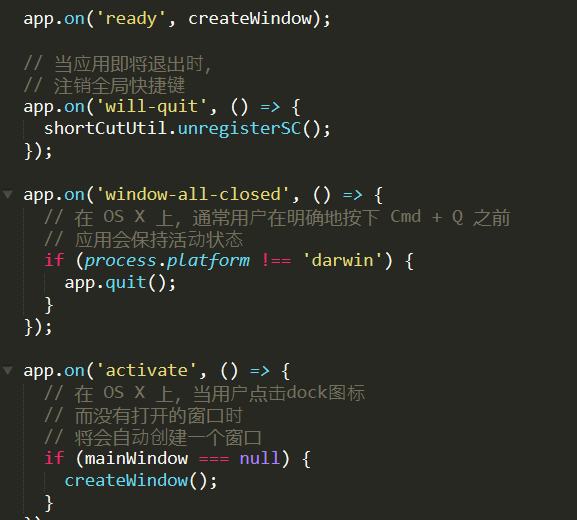 app.on('ready', createWindow);
// 当应用即将退出时，
// 注销全局快捷键
app.on('will-quit', () => {
  shortCutUtil.unregisterSC();
});
app.on('window-all-closed', () => {
  // 在 OS X 上，通常用户在明确地按下 Cmd + Q 之前
  // 应用会保持活动状态
  if (process.platform !== 'darwin') {
    app.quit();
  }
});
app.on('activate', () => {
  // 在 OS X 上，当用户点击dock图标
  // 而没有打开的窗口时
  // 将会自动创建一个窗口
  if (mainWindow === null) {
    createWindow();
  }